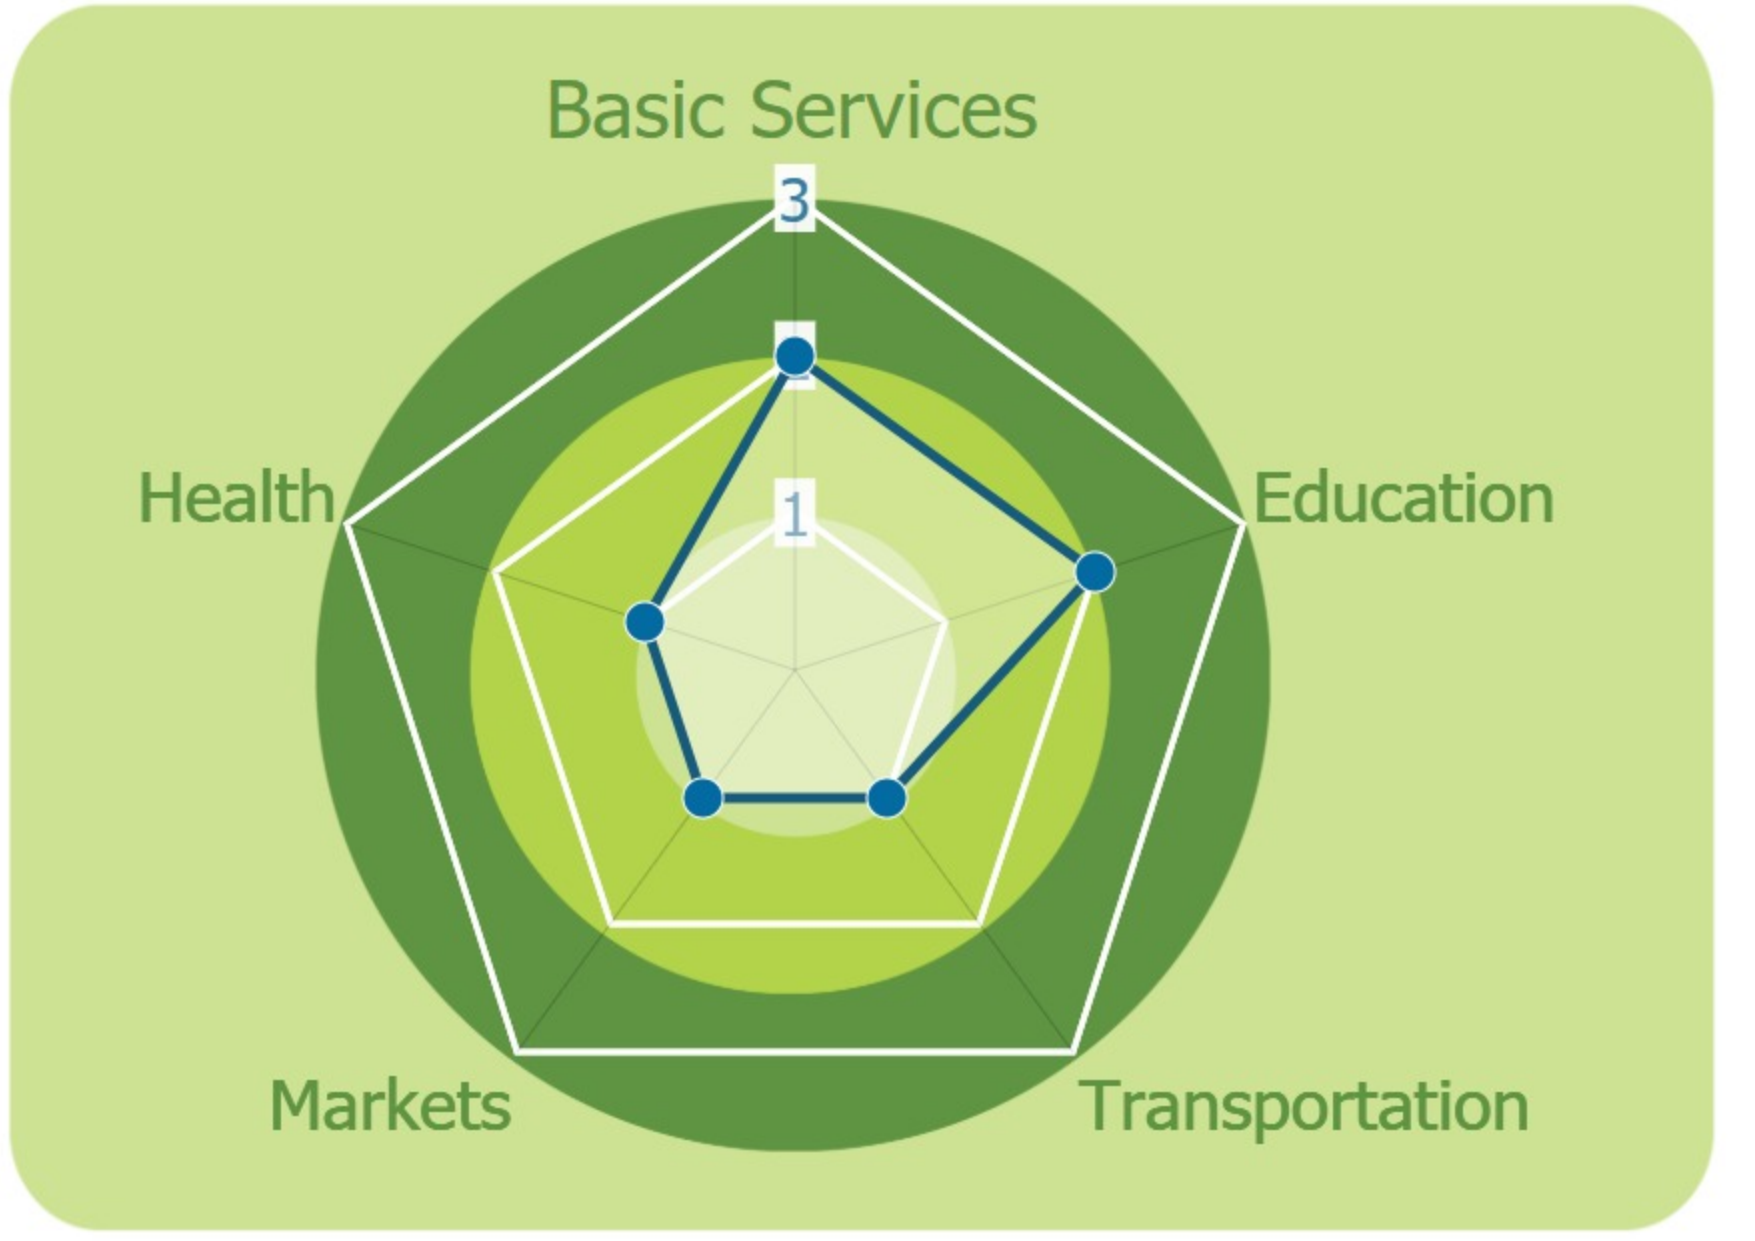 Basic Services
3
1
Health
Education
Markets
Transportation